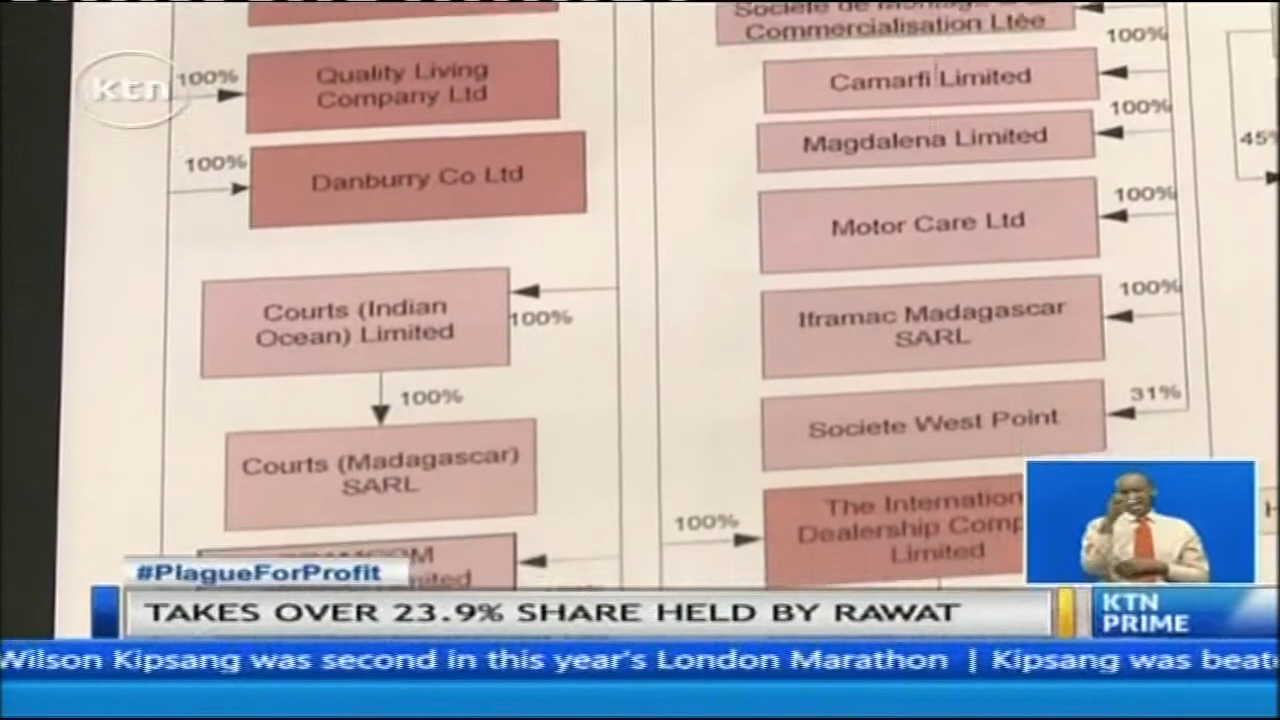 ktn
100%
Quality Living
Company Ltd
100%
Danburry Co Ltd
Courts (Indian
Ocean) Limited
100%
100%
Courts (Madagascar)
SARL
Commercialisation Ltée
100%
Camarfi Limited
100%
Magdalena Limited
100%
Motor Care Ltd
100%
Iframac Madagascar
SARL
31%
Societe West Point
100%
The Internation
Dealership Comp
Limited
45%
#PlagueForProfit
TAKES OVER 23.9% SHARE HELD BY RAWAT
KTN
PRIME
Wilson Kipsang was second in this year's London Marathon | Kipsang was beat